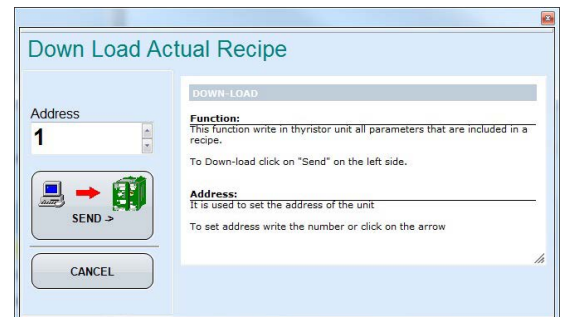 Down Load Actual Recipe
Address
1
SEND ->
CANCEL
DOWN-LOAD
Function:
This function write in thyristor unit all parameters that are included in a
recipe.
To Down-load click on "Send" on the left side.
Address:
It is used to set the address of the unit
To set address write the number or click on the arrow